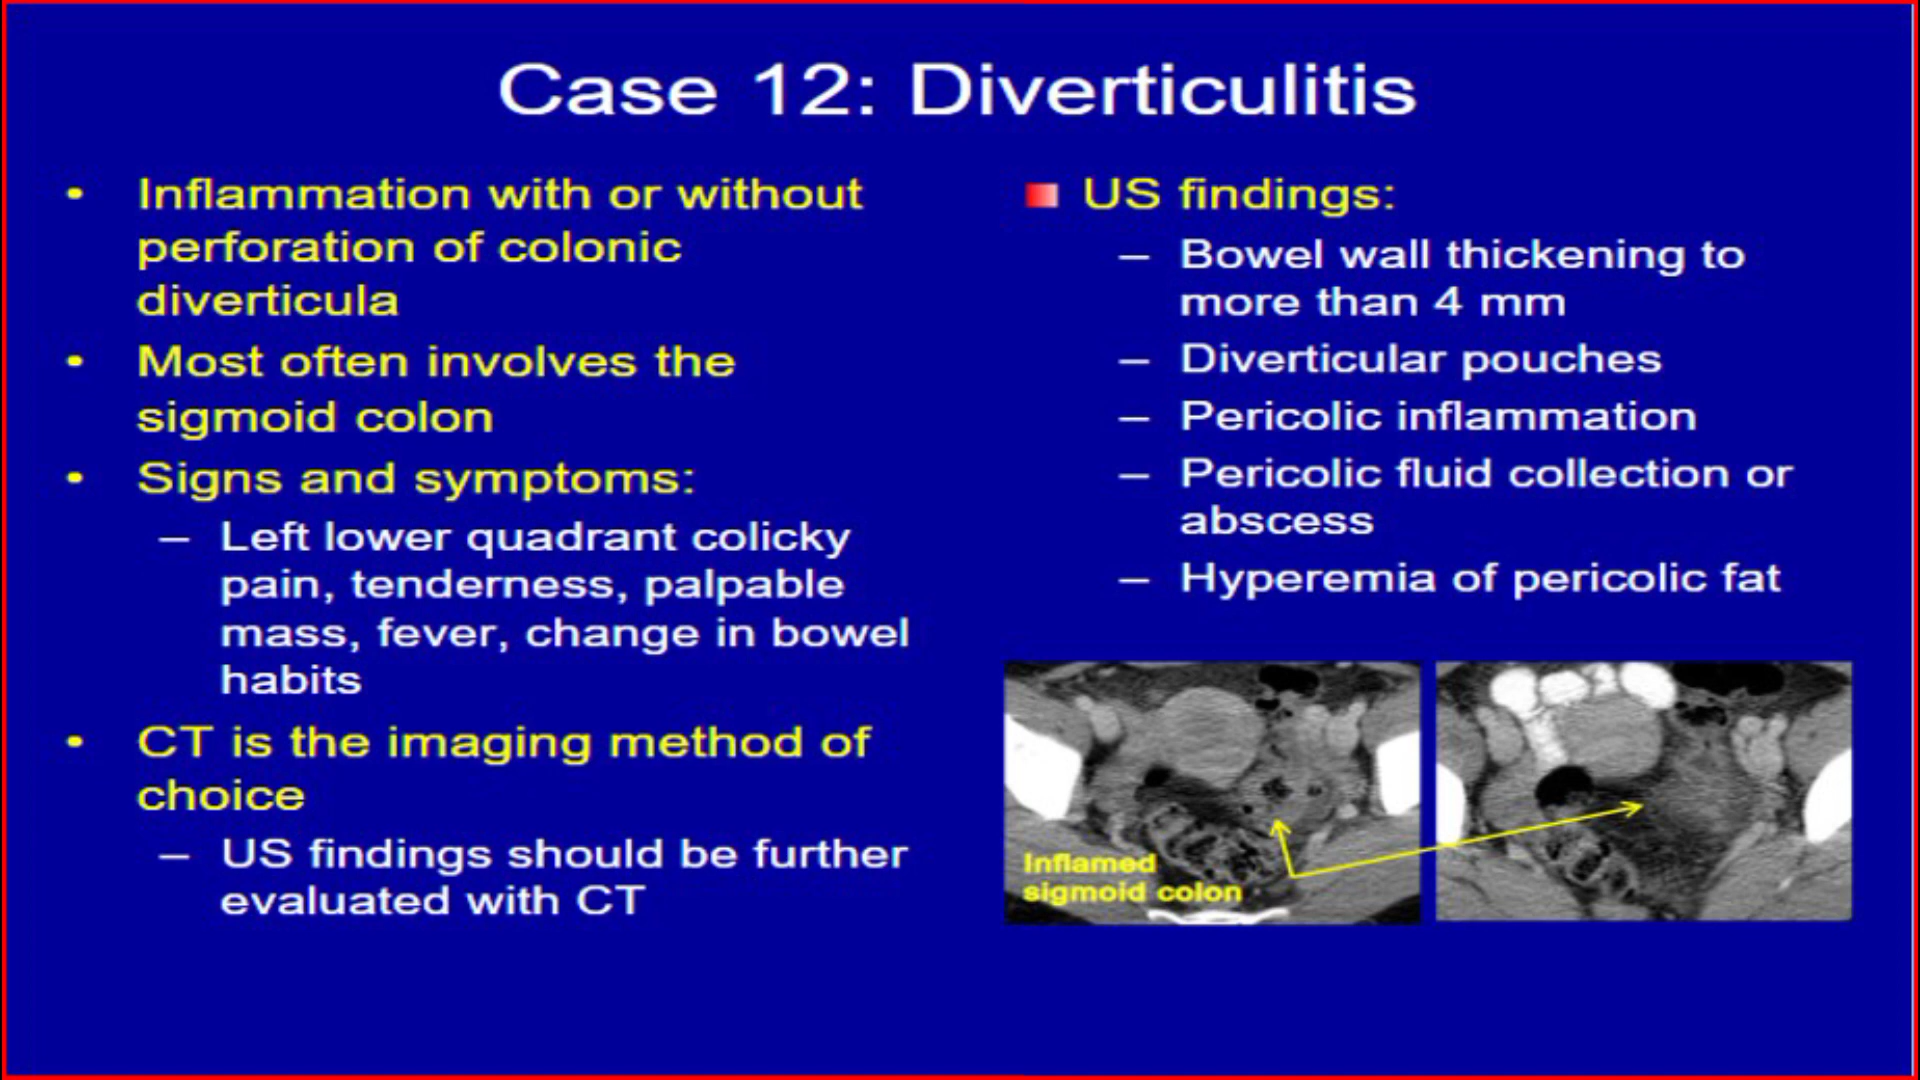 Case 12: Diverticulitis
• Inflammation with or without
perforation of colonic
diverticula
• Most often involves the
sigmoid colon
• Signs and symptoms:
– Left lower quadrant colicky
pain, tenderness, palpable
mass, fever, change in bowel
habits
• CT is the imaging method of
choice
– US findings should be further
evaluated with CT
US findings:
– Bowel wall thickening to
more than 4 mm
– Diverticular pouches
– Pericolic inflammation
– Pericolic fluid collection or
abscess
– Hyperemia of pericolic fat
Inflamed
sigmoid colon